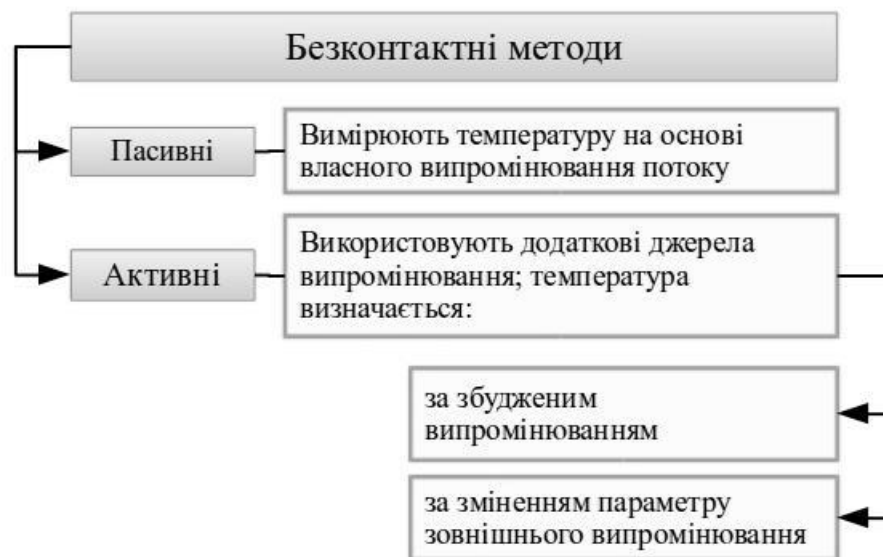 Безконтактні методи
Пасивні
Вимірюють температуру на основі
власного випромінювання потоку
Активні
Використовують додаткові джерела
випромінювання; температура
визначається:
за збудженим
випромінюванням
за зміненням параметру
зовнішнього випромінювання